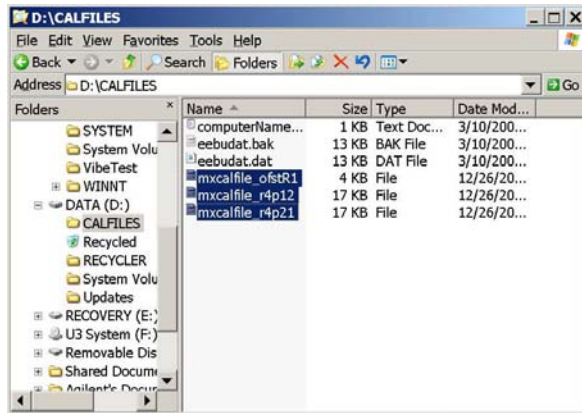 D:\CALFILES
File Edit View Favorites Tools Help
Back Search Folders
Address D:\CALFILES Go
Folders × Name Size Type Date Mod...
SYSTEM
System Volu
VibeTest
WINNT
DATA (D:)
CALFILES
Recycled
RECYCLER
System Volu
Updates
RECOVERY (E:)
U3 System (F:)
Removable Dis
Shared Docume
Agilent's Docum
computerName... 1 KB Text Doc... 3/10/200...
eebudat.bak 13 KB BAK File 3/10/200...
eebudat.dat 13 KB DAT File 3/10/200...
mxcalfile_ofstR1 4 KB File 12/26/20...
mxcalfile_r4p12 17 KB File 12/26/20...
mxcalfile_r4p21 17 KB File 12/26/20...